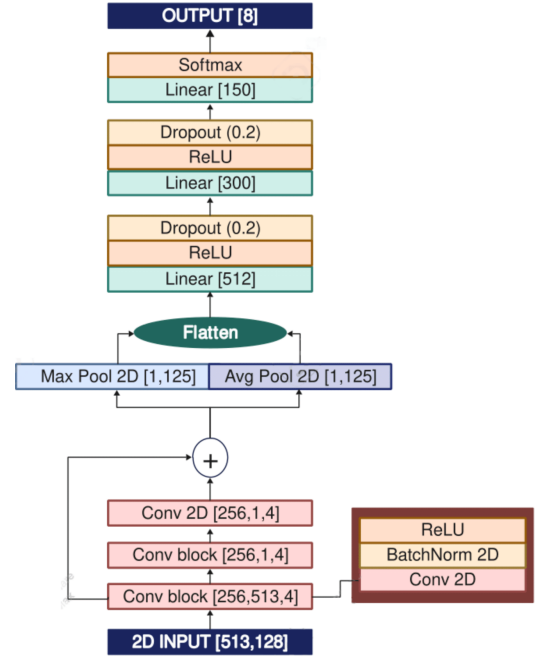 OUTPUT [8]
Softmax
Linear [150]
Dropout (0.2)
ReLU
Linear [300]
Dropout (0.2)
ReLU
Linear [512]
Flatten
Max Pool 2D [1,125]
Avg Pool 2D [1,125]
+
Conv 2D [256,1,4]
Conv block [256,1,4]
Conv block [256,513,4]
2D INPUT [513,128]
ReLU
BatchNorm 2D
Conv 2D